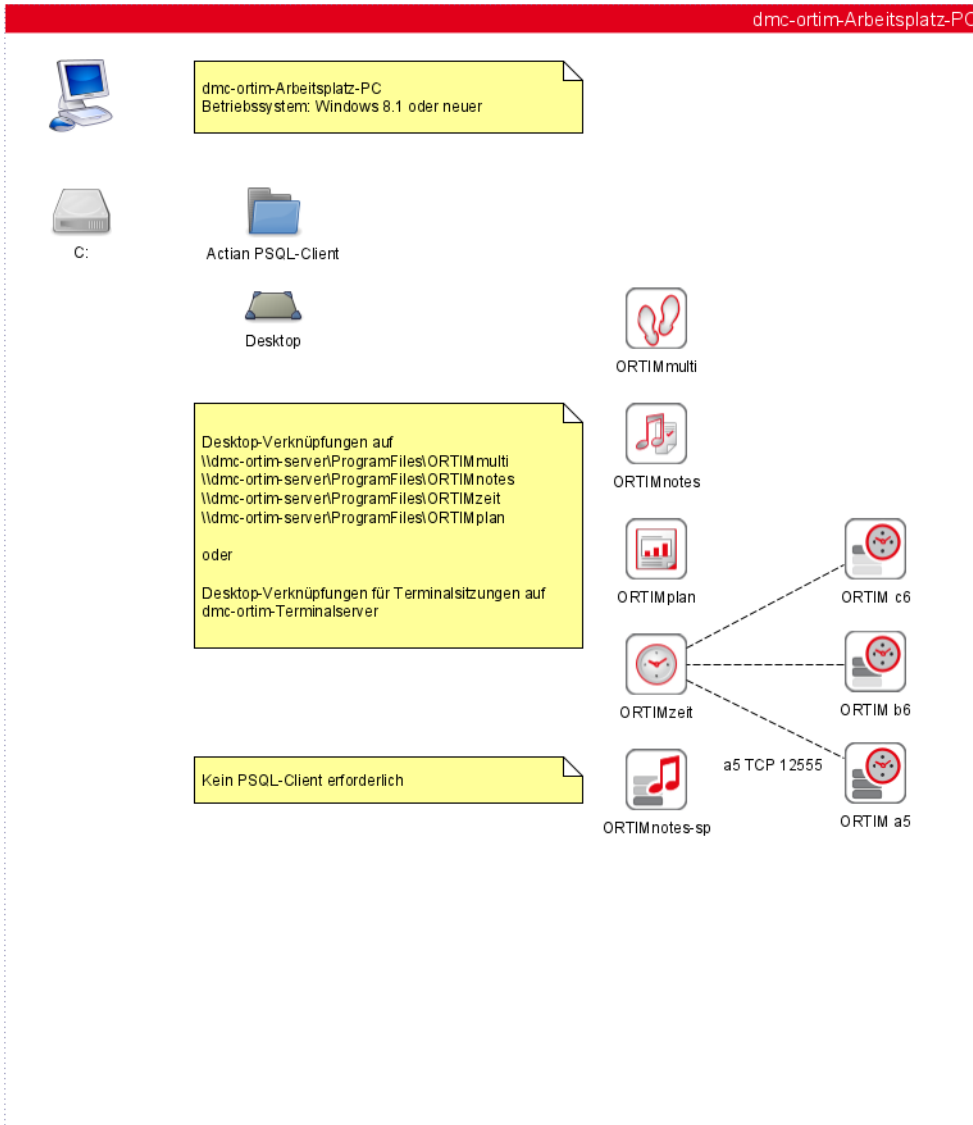 dmc-ortim-Arbeitsplatz-PC
dmc-ortim-Arbeitsplatz-PC
Betriebssystem: Windows 8.1 oder neuer
C:
Actian PSQL-Client
Desktop
ORTIMmulti
Desktop-Verknüpfungen auf
\\dmc-ortim-server\ProgramFiles\ORTIMmulti
\\dmc-ortim-server\ProgramFiles\ORTIMnotes
\\dmc-ortim-server\ProgramFiles\ORTIMzeit
\\dmc-ortim-server\ProgramFiles\ORTIMplan
oder
Desktop-Verknüpfungen für Terminalsitzungen auf
dmc-ortim-Terminalserver
ORTIMnotes
ORTIMplan
ORTIM c6
ORTIMzeit
ORTIM b6
Kein PSQL-Client erforderlich
a5 TCP 12555
ORTIMnotes-sp
ORTIM a5